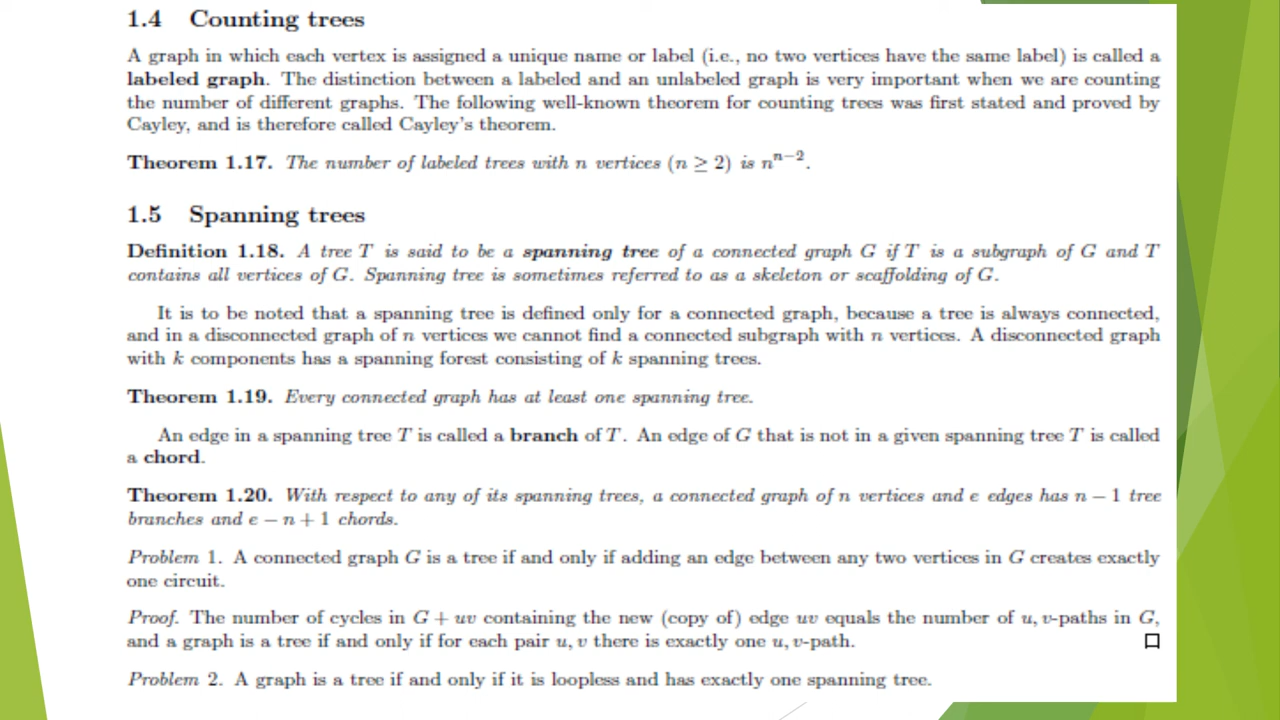 1.4 Counting trees
A graph in which each vertex is assigned a unique name or label (i.e., no two vertices have the same label) is called a
labeled graph. The distinction between a labeled and an unlabeled graph is very important when we are counting
the number of different graphs. The following well-known theorem for counting trees was first stated and proved by
Cayley, and is therefore called Cayley's theorem.
Theorem 1.17. The number of labeled trees with n vertices (n ≥ 2) is nⁿ⁻².
1.5 Spanning trees
Definition 1.18. A tree T is said to be a spanning tree of a connected graph G if T is a subgraph of G and T
contains all vertices of G. Spanning tree is sometimes referred to as a skeleton or scaffolding of G.
It is to be noted that a spanning tree is defined only for a connected graph, because a tree is always connected,
and in a disconnected graph of n vertices we cannot find a connected subgraph with n vertices. A disconnected graph
with k components has a spanning forest consisting of k spanning trees.
Theorem 1.19. Every connected graph has at least one spanning tree.
An edge in a spanning tree T is called a branch of T. An edge of G that is not in a given spanning tree T is called
a chord.
Theorem 1.20. With respect to any of its spanning trees, a connected graph of n vertices and e edges has n − 1 tree
branches and e − n + 1 chords.
Problem 1. A connected graph G is a tree if and only if adding an edge between any two vertices in G creates exactly
one circuit.
Proof. The number of cycles in G + uv containing the new (copy of) edge uv equals the number of u, v-paths in G,
and a graph is a tree if and only if for each pair u, v there is exactly one u, v-path. □
Problem 2. A graph is a tree if and only if it is loopless and has exactly one spanning tree.